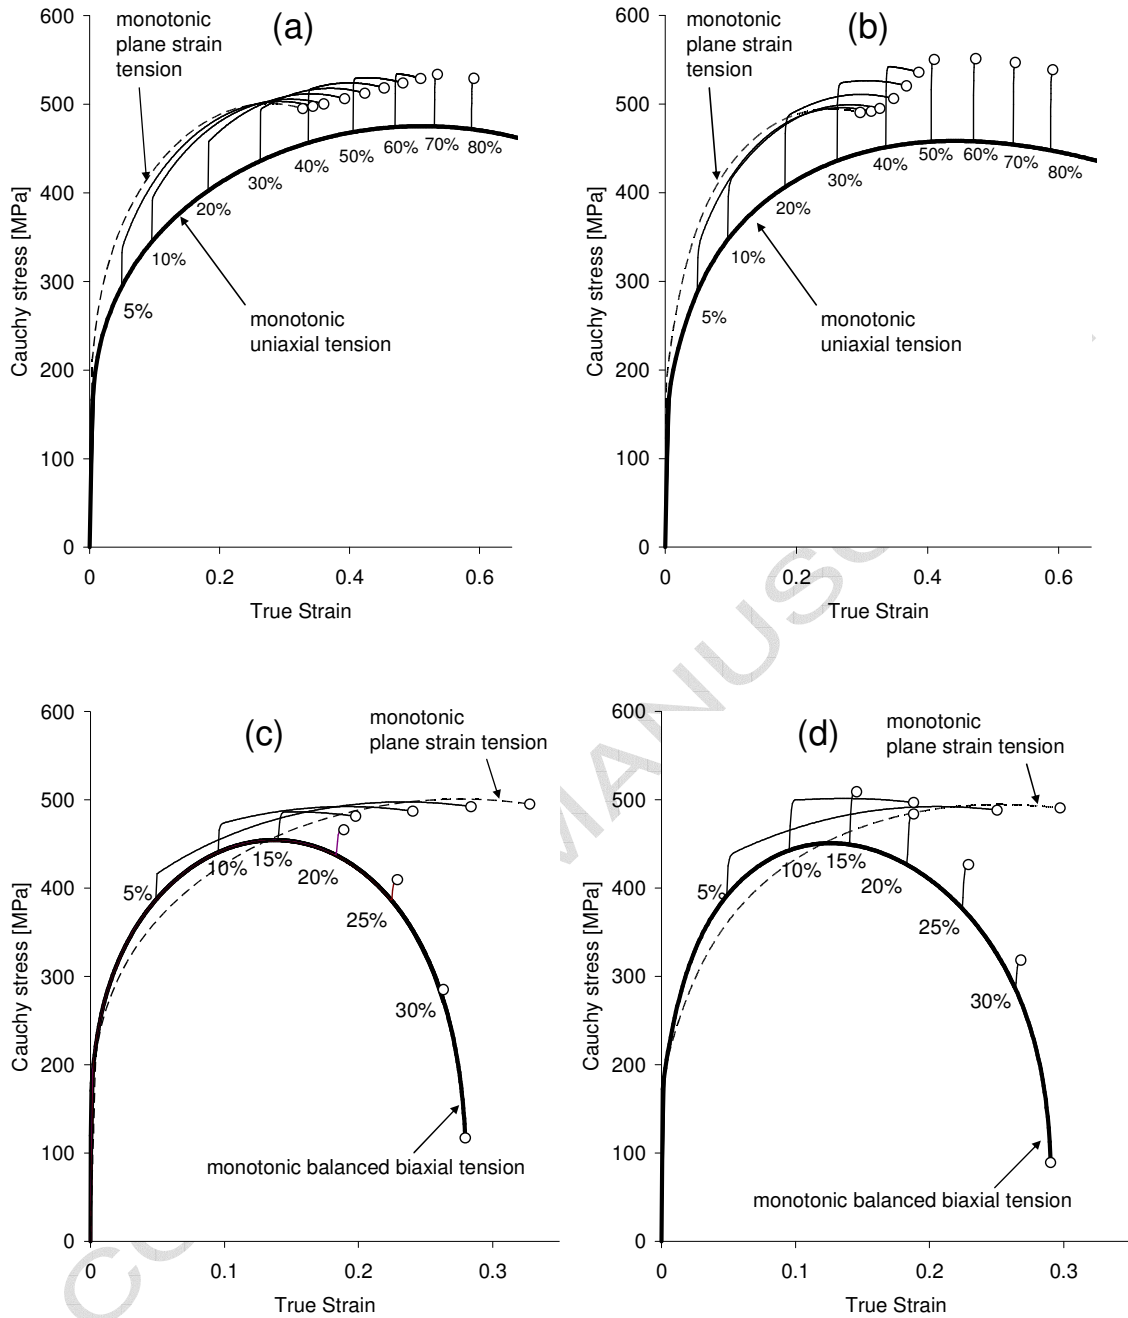 (a)
monotonic
plane strain
tension
600
500
400
300
200
100
0
Cauchy stress [MPa]
5%
10%
20%
30%
40%
50%
60%
70%
80%
monotonic
uniaxial tension
0
0.2
0.4
0.6
True Strain
(b)
monotonic
plane strain
tension
600
500
400
300
200
100
0
Cauchy stress [MPa]
5%
10%
20%
30%
40%
50%
60%
70%
80%
monotonic
uniaxial tension
0
0.2
0.4
0.6
True Strain
(c)
monotonic
plane strain tension
600
500
400
300
200
100
0
Cauchy stress [MPa]
5%
10%
15%
20%
25%
30%
monotonic balanced biaxial tension
0
0.1
0.2
0.3
True Strain
(d)
monotonic
plane strain tension
600
500
400
300
200
100
0
Cauchy stress [MPa]
5%
10%
15%
20%
25%
30%
monotonic balanced biaxial tension
0
0.1
0.2
0.3
True Strain